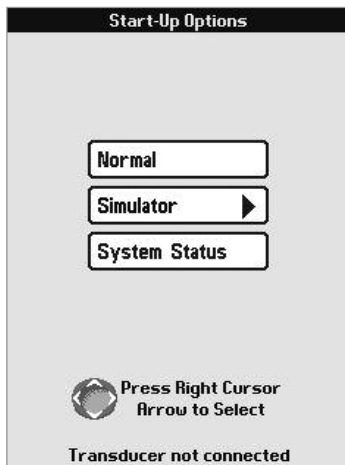 Start-Up Options
Normal
Simulator
System Status
Press Right Cursor
Arrow to Select
Transducer not connected